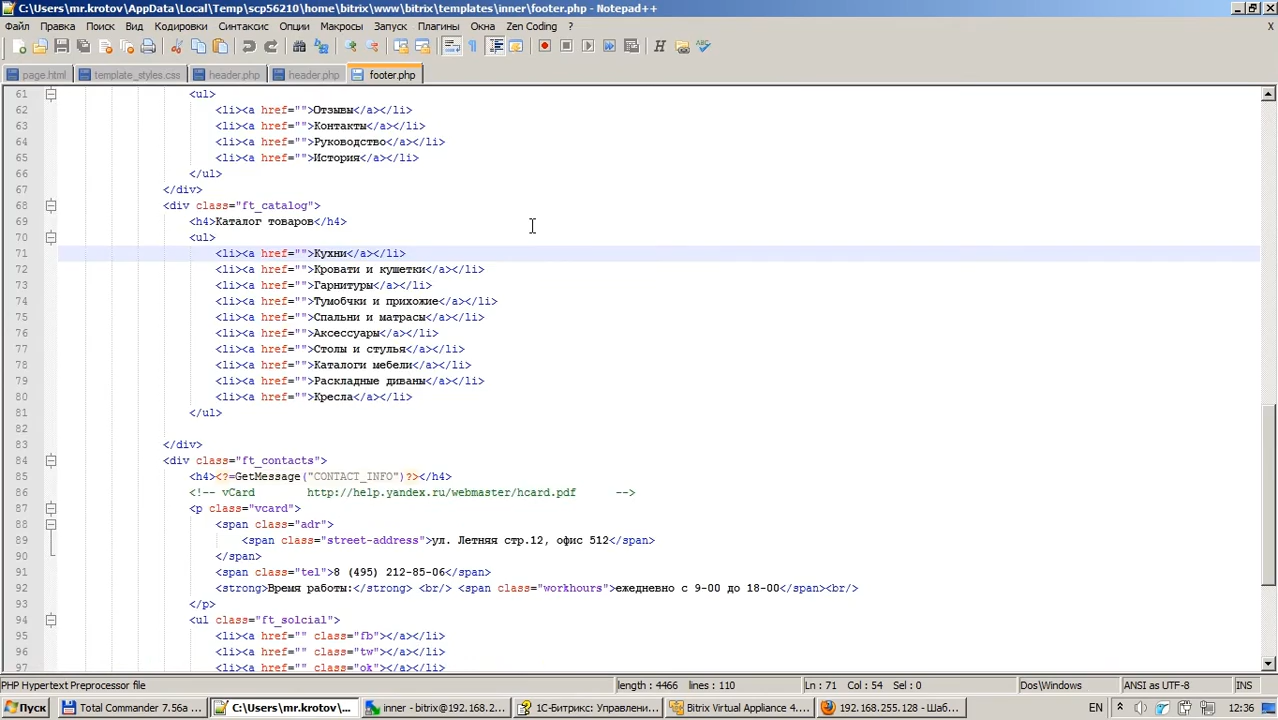 C:\Users\mr.krotov\AppData\Local\Temp\scp56210\home\bitrix\www\bitrix\templates\inner\footer.php - Notepad++
Файл Правка Поиск Вид Кодировки Синтаксис Опции Макросы Запуск Плагины Окна Zen Coding ? X
page.html template_styles.css header.php header.php footer.php
61 <ul>
62 <li><a href="">Отзывы</a></li>
63 <li><a href="">Контакты</a></li>
64 <li><a href="">Руководство</a></li>
65 <li><a href="">История</a></li>
66 </ul>
67 </div>
68 <div class="ft_catalog">
69 <h4>Каталог товаров</h4>
70 <ul>
71 <li><a href="">Кухни</a></li>
72 <li><a href="">Кровати и кушетки</a></li>
73 <li><a href="">Гарнитуры</a></li>
74 <li><a href="">Тумобчки и прихожие</a></li>
75 <li><a href="">Спальни и матрасы</a></li>
76 <li><a href="">Аксессуары</a></li>
77 <li><a href="">Столы и стулья</a></li>
78 <li><a href="">Каталоги мебели</a></li>
79 <li><a href="">Раскладные диваны</a></li>
80 <li><a href="">Кресла</a></li>
81 </ul>
82
83 </div>
84 <div class="ft_contacts">
85 <h4><?=GetMessage("CONTACT_INFO")?></h4>
86 <!-- vCard http://help.yandex.ru/webmaster/hcard.pdf -->
87 <p class="vcard">
88 <span class="adr">
89 <span class="street-address">ул. Летняя стр.12, офис 512</span>
90 </span>
91 <span class="tel">8 (495) 212-85-06</span>
92 <strong>Время работы:</strong> <br/> <span class="workhours">ежедневно с 9-00 до 18-00</span><br/>
93 </p>
94 <ul class="ft_solcial">
95 <li><a href="" class="fb"></a></li>
96 <li><a href="" class="tw"></a></li>
97 <li><a href="" class="ok"></a></li>
PHP Hypertext Preprocessor file length : 4466 lines : 110 Ln : 71 Col : 54 Sel : 0 Dos\Windows ANSI as UTF-8 INS
Пуск Total Commander 7.56a ... C:\Users\mr.krotov\... inner - bitrix@192.168.2... 1С-Битрикс: Управлени... Bitrix Virtual Appliance 4.... 192.168.255.128 - Шаб... EN 12:36